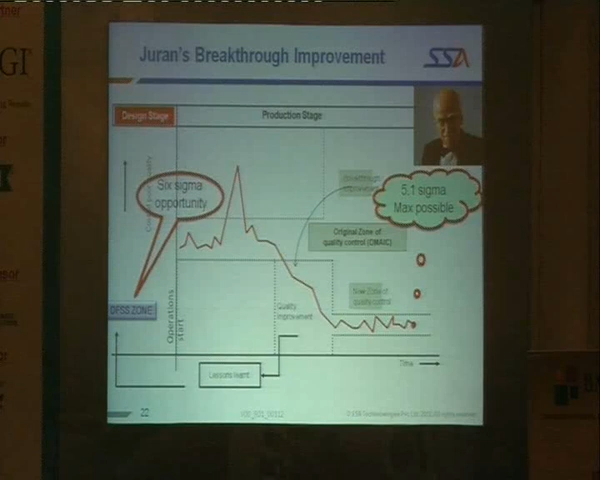 Juran's Breakthrough Improvement
SSA
Design Stage
Production Stage
Six sigma
opportunity
5.1 sigma
Max possible
Original Zone of
quality control (DMAIC)
New Zone of
quality control
DFSS ZONE
Operations
start
Quality
improvement
Lessons learnt
Time
22
GI